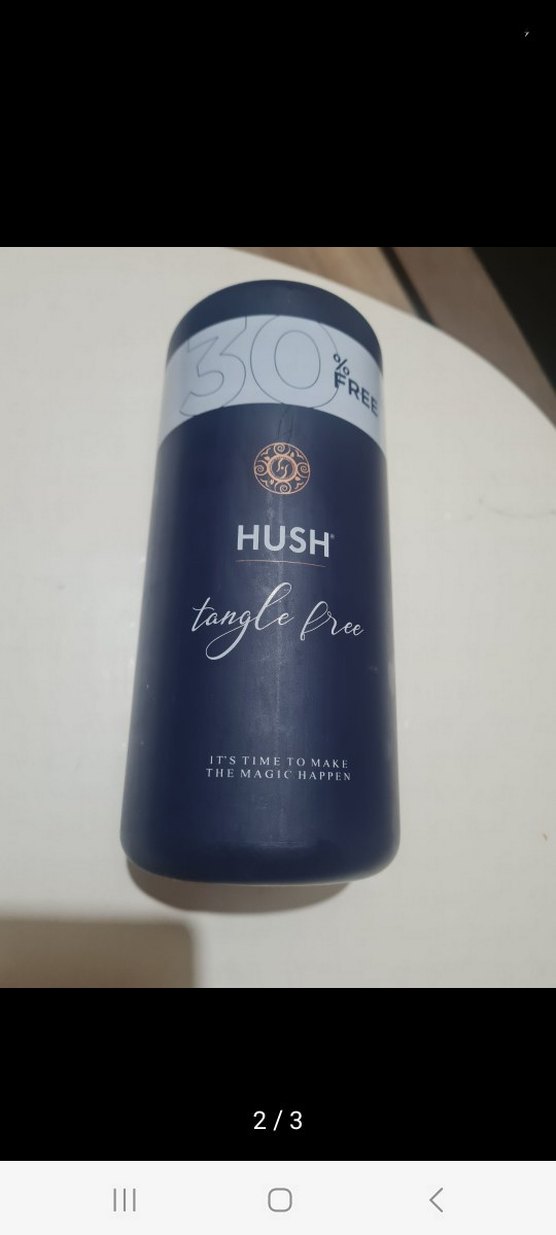 30
%
FREE
HUSH
tangle free
IT'S TIME TO MAKE
THE MAGIC HAPPEN
2 / 3